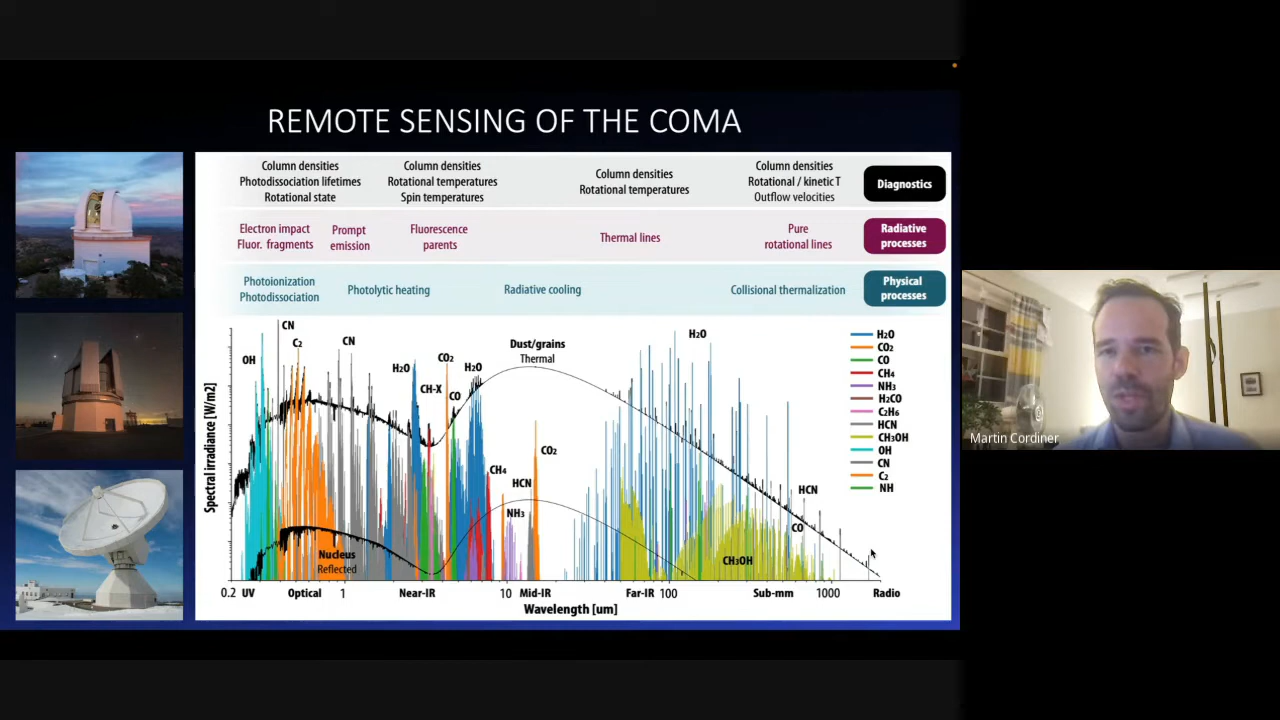 REMOTE SENSING OF THE COMA
Column densities
Photodissociation lifetimes
Rotational state
Column densities
Rotational temperatures
Spin temperatures
Column densities
Rotational temperatures
Column densities
Rotational / kinetic T
Outflow velocities
Diagnostics
Electron impact
Fluor. fragments
Prompt
emission
Fluorescence
parents
Thermal lines
Pure
rotational lines
Radiative
processes
Photoionization
Photodissociation
Photolytic heating
Radiative cooling
Collisional thermalization
Physical
processes
Spectral irradiance [W/m2]
OH
CN
C₂
CN
H₂O
CH-X
CO₂
CO
H₂O
CH₄
HCN
NH₃
CO₂
Dust/grains
Thermal
Nucleus
Reflected
H₂O
CH₃OH
HCN
CO
H₂O
CO₂
CO
CH₄
NH₃
H₂CO
C₂H₆
HCN
CH₃OH
OH
CN
C₂
NH
0.2 UV Optical 1 Near-IR 10 Mid-IR Far-IR 100 Sub-mm 1000 Radio
Wavelength [um]
Martin Cordiner